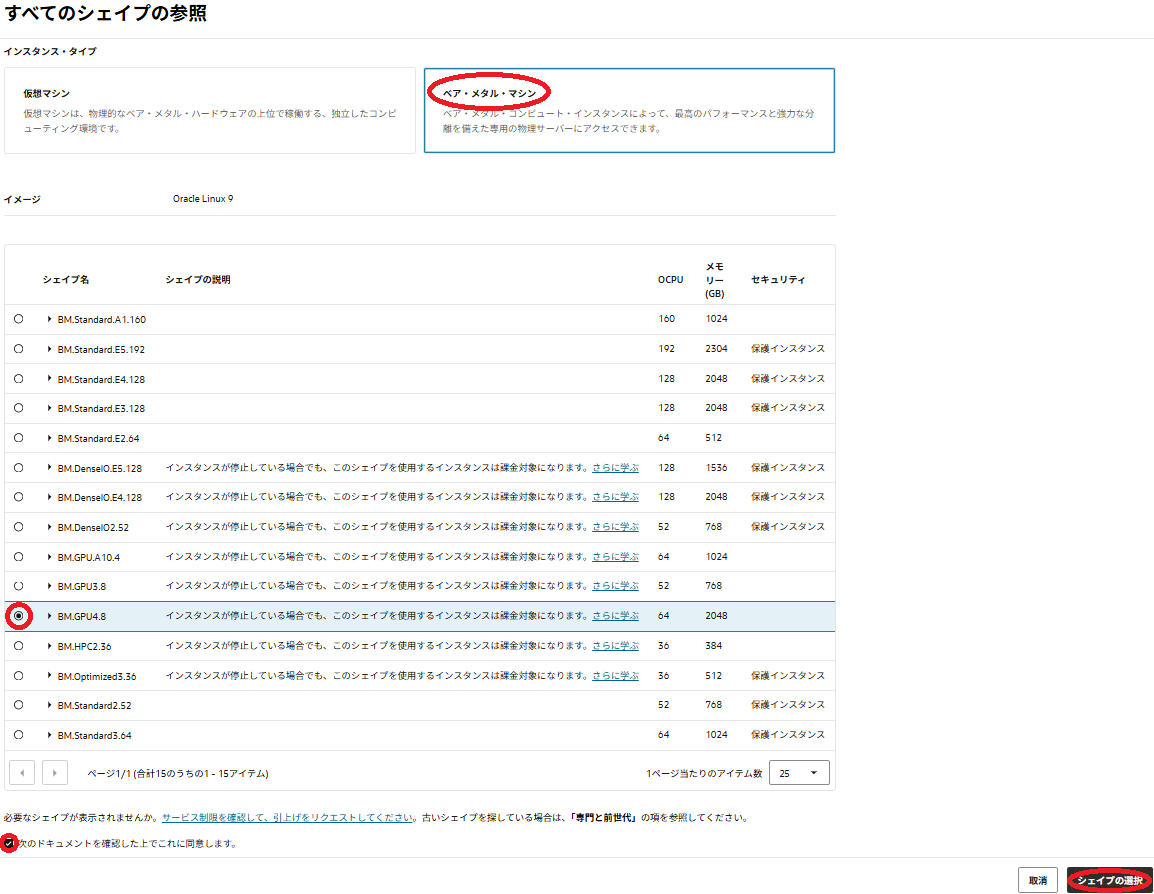 すべてのシェイプの参照
インスタンス・タイプ
仮想マシン
仮想マシンは、物理的なベア・メタル・ハードウェアの上位で稼働する、独立したコンピ
ューティング環境です。
ベア・メタル・マシン
ベア・メタル・コンピュート・インスタンスによって、最高のパフォーマンスと強力な分
離を備えた専用の物理サーバーにアクセスできます。
イメージ Oracle Linux 9
シェイプ名 シェイプの説明 OCPU メモリー(GB) セキュリティ
BM.Standard.A1.160 160 1024
BM.Standard.E5.192 192 2304 保護インスタンス
BM.Standard.E4.128 128 2048 保護インスタンス
BM.Standard.E3.128 128 2048 保護インスタンス
BM.Standard.E2.64 64 512
BM.DenseIO.E5.128 インスタンスが停止している場合でも、このシェイプを使用するインスタンスは課金対象になります。さらに学ぶ 128 1536 保護インスタンス
BM.DenseIO.E4.128 インスタンスが停止している場合でも、このシェイプを使用するインスタンスは課金対象になります。さらに学ぶ 128 2048 保護インスタンス
BM.DenseIO2.52 インスタンスが停止している場合でも、このシェイプを使用するインスタンスは課金対象になります。さらに学ぶ 52 768 保護インスタンス
BM.GPU.A10.4 インスタンスが停止している場合でも、このシェイプを使用するインスタンスは課金対象になります。さらに学ぶ 64 1024
BM.GPU3.8 インスタンスが停止している場合でも、このシェイプを使用するインスタンスは課金対象になります。さらに学ぶ 52 768
BM.GPU4.8 インスタンスが停止している場合でも、このシェイプを使用するインスタンスは課金対象になります。さらに学ぶ 64 2048
BM.HPC2.36 インスタンスが停止している場合でも、このシェイプを使用するインスタンスは課金対象になります。さらに学ぶ 36 384
BM.Optimized3.36 インスタンスが停止している場合でも、このシェイプを使用するインスタンスは課金対象になります。さらに学ぶ 36 512 保護インスタンス
BM.Standard2.52 52 768 保護インスタンス
BM.Standard3.64 64 1024 保護インスタンス
ページ1/1 (合計15のうちの1 - 15アイテム) 1ページ当たりのアイテム数 25
必要なシェイプが表示されませんか。サービス制限を確認して、引上げをリクエストしてください。古いシェイプを探している場合は、「専門と前世代」の項を参照してください。
次のドキュメントを確認した上でこれに同意します。
取消 シェイプの選択